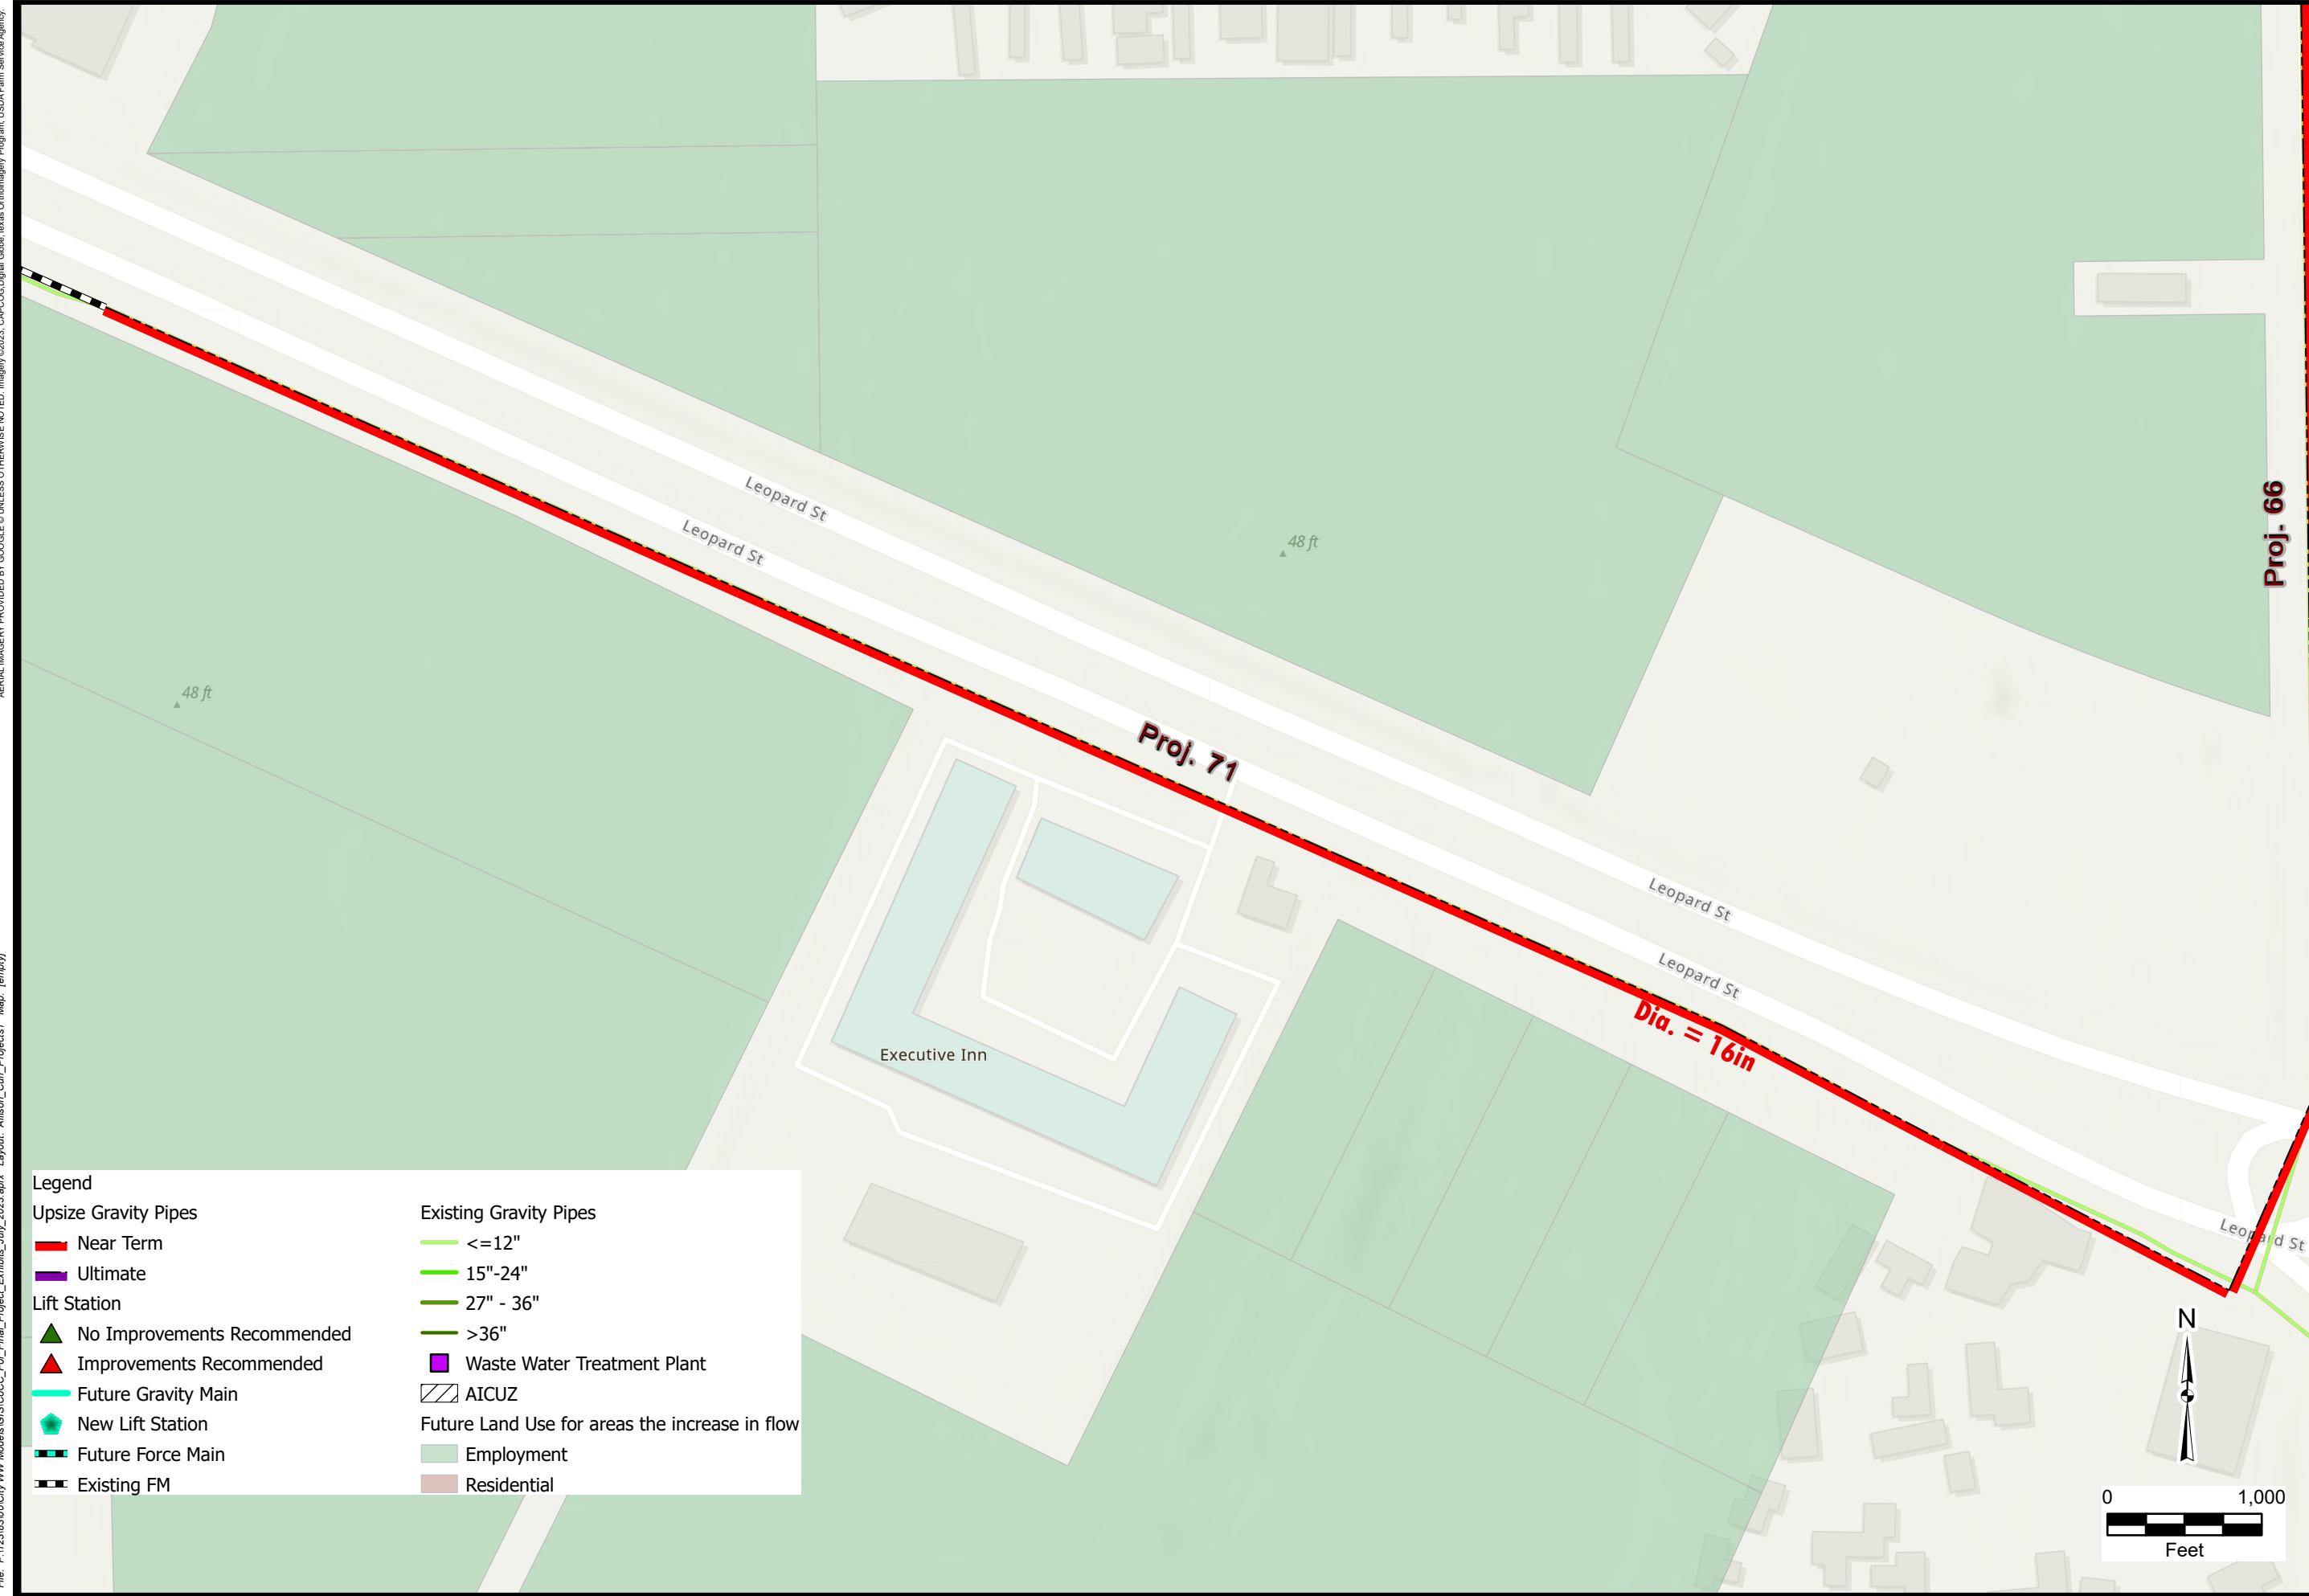 Leopard St
Leopard St
48 ft
Proj. 66
48 ft
Proj. 71
Leopard St
Leopard St
Dia. = 16in
Executive Inn
Leopard St
Legend
Upsize Gravity Pipes
Near Term
Ultimate
Lift Station
No Improvements Recommended
Improvements Recommended
Future Gravity Main
New Lift Station
Future Force Main
Existing FM
Existing Gravity Pipes
<=12"
15"-24"
27" - 36"
>36"
Waste Water Treatment Plant
AICUZ
Future Land Use for areas the increase in flow
Employment
Residential
N
0 1,000
Feet